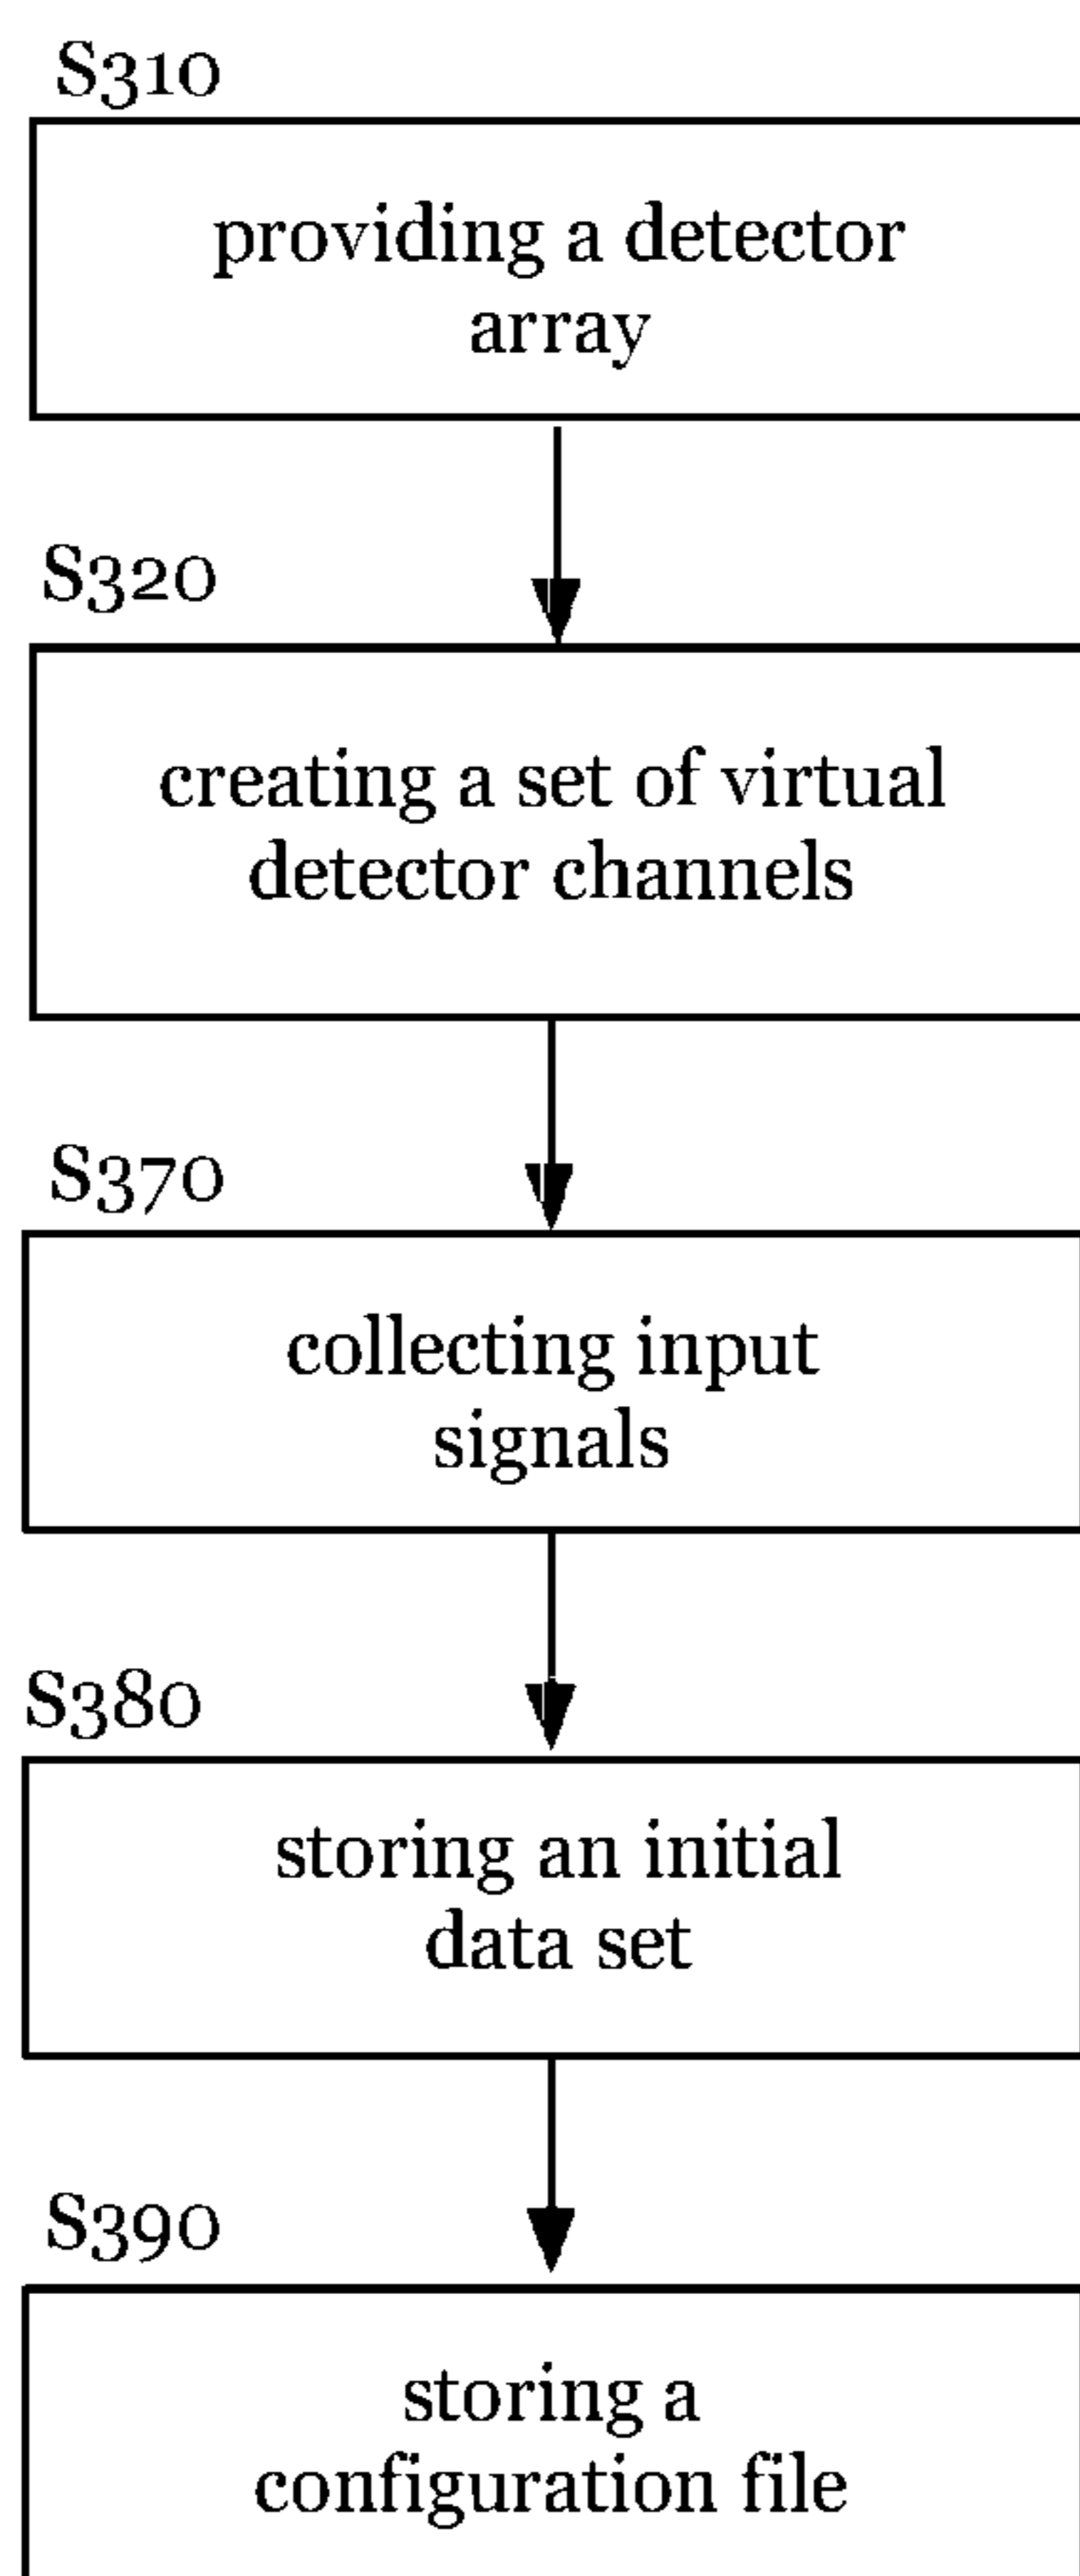 S310
providing a detector
array
S320
creating a set of virtual
detector channels
S370
collecting input
signals
S380
storing an initial
data set
S390
storing a
configuration file